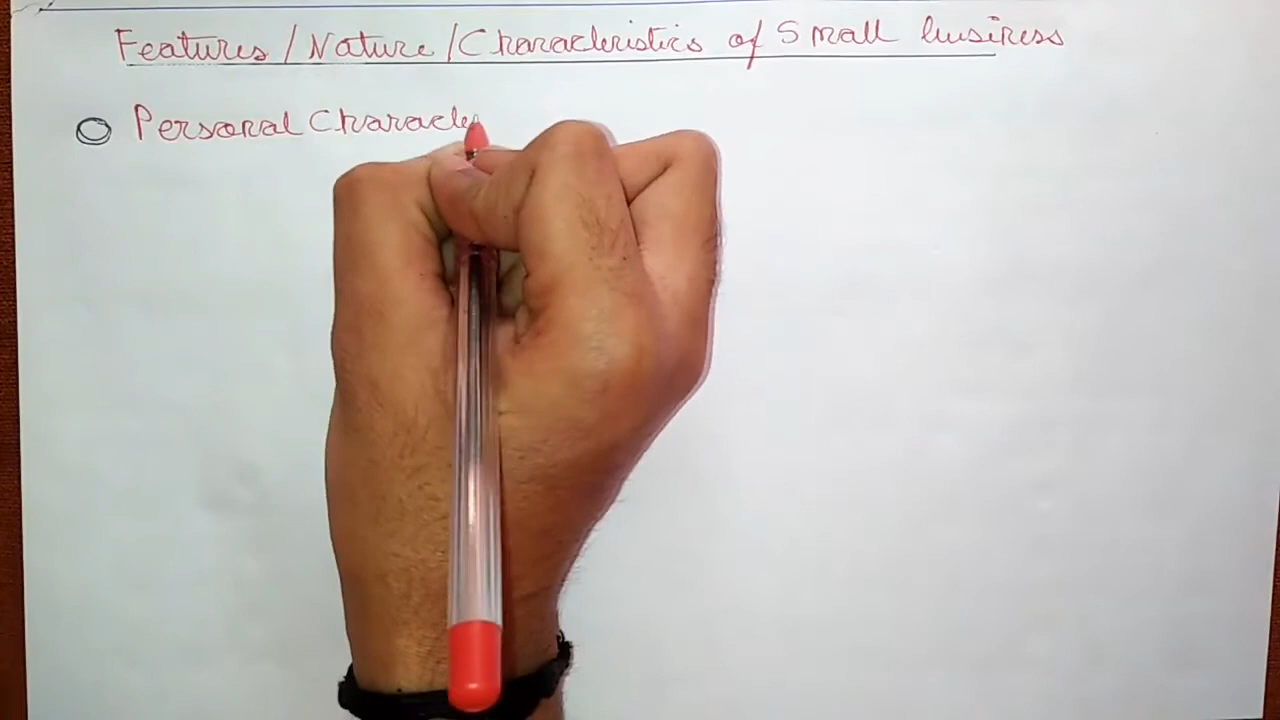 Features / Nature / Characteristics of Small business
Personal Characte